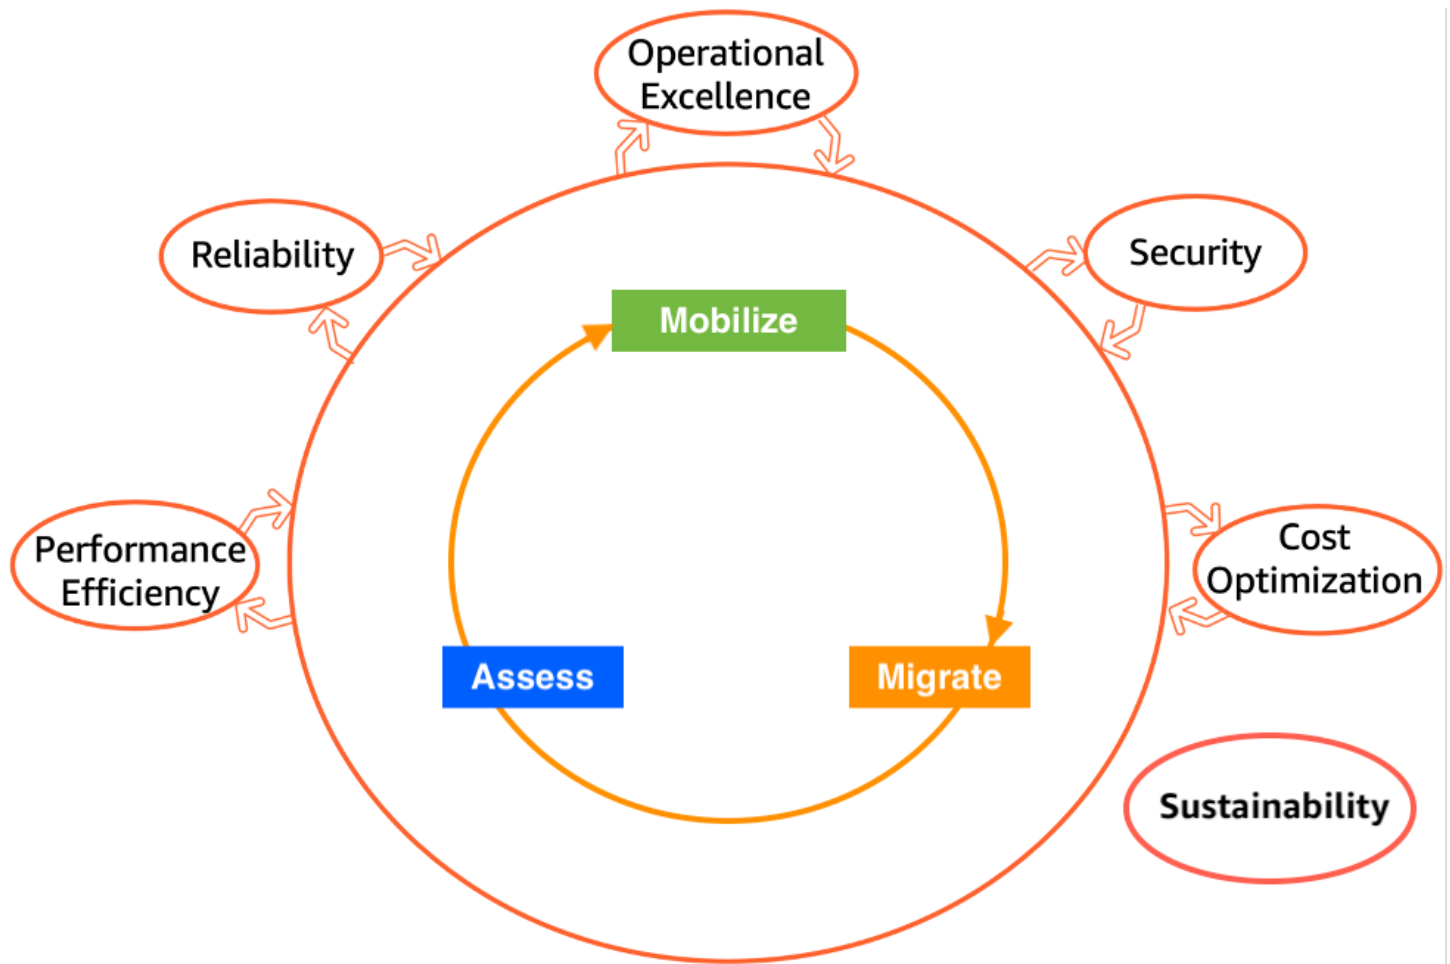 Operational
Excellence
Reliability
Security
Mobilize
Performance
Efficiency
Cost
Optimization
Assess
Migrate
Sustainability